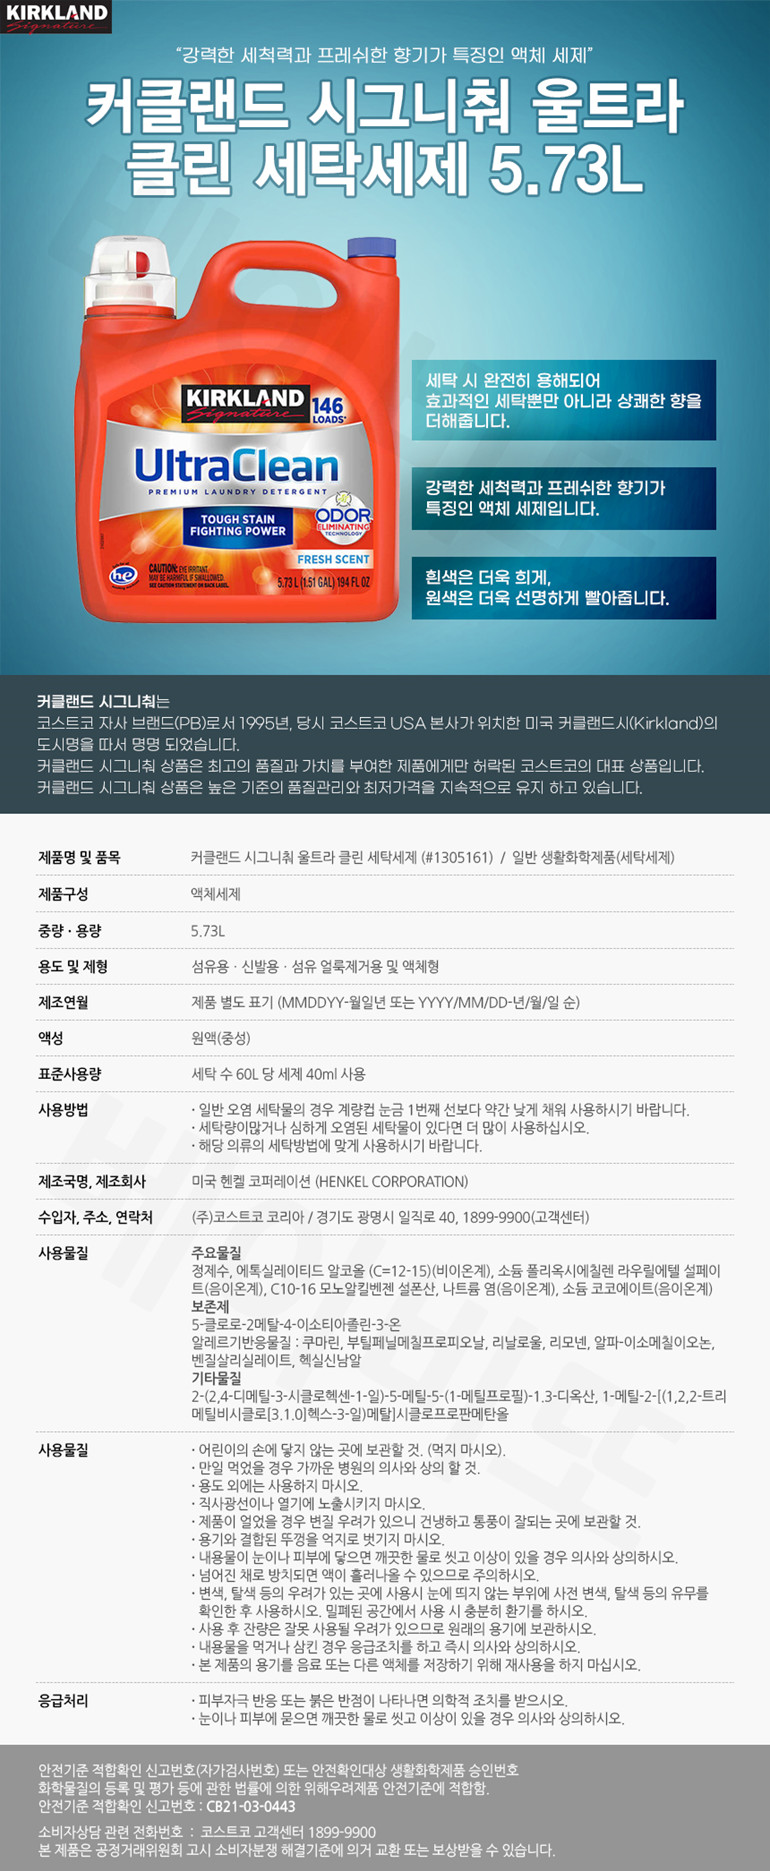 KIRKLAND
Signature
“강력한 세척력과 프레쉬한 향기가 특징인 액체 세제”
커클랜드 시그니춰 울트라
클린 세탁세제 5.73L
KIRKLAND
Signature
146
LOADS*
UltraClean
PREMIUM LAUNDRY DETERGENT
TOUGH STAIN
FIGHTING POWER
ODOR
ELIMINATING
TECHNOLOGY
FRESH SCENT
he
CAUTION: EYE IRRITANT.
MAY BE HARMFUL IF SWALLOWED.
SEE CAUTION STATEMENT ON BACK LABEL.
5.73 L (1.51 GAL) 194 FL OZ
세탁 시 완전히 용해되어
효과적인 세탁뿐만 아니라 상쾌한 향을
더해줍니다.
강력한 세척력과 프레쉬한 향기가
특징인 액체 세제입니다.
흰색은 더욱 희게,
원색은 더욱 선명하게 빨아줍니다.
커클랜드 시그니춰는
코스트코 자사 브랜드(PB)로서 1995년, 당시 코스트코 USA 본사가 위치한 미국 커클랜드시(Kirkland)의
도시명을 따서 명명 되었습니다.
커클랜드 시그니춰 상품은 최고의 품질과 가치를 부여한 제품에게만 허락된 코스트코의 대표 상품입니다.
커클랜드 시그니춰 상품은 높은 기준의 품질관리와 최저가격을 지속적으로 유지 하고 있습니다.
제품명 및 품목 커클랜드 시그니춰 울트라 클린 세탁세제 (#1305161) / 일반 생활화학제품(세탁세제)
제품구성 액체세제
중량 · 용량 5.73L
용도 및 제형 섬유용 · 신발용 · 섬유 얼룩제거용 및 액체형
제조연월 제품 별도 표기 (MMDDYY-월일년 또는 YYYY/MM/DD-년/월/일 순)
액성 원액(중성)
표준사용량 세탁 수 60L 당 세제 40ml 사용
사용방법 · 일반 오염 세탁물의 경우 계량컵 눈금 1번째 선보다 약간 낮게 채워 사용하시기 바랍니다.
· 세탁량이많거나 심하게 오염된 세탁물이 있다면 더 많이 사용하십시오.
· 해당 의류의 세탁방법에 맞게 사용하시기 바랍니다.
제조국명, 제조회사 미국 헨켈 코퍼레이션 (HENKEL CORPORATION)
수입자, 주소, 연락처 (주)코스트코 코리아 / 경기도 광명시 일직로 40, 1899-9900(고객센터)
사용물질 주요물질
정제수, 에톡실레이티드 알코올 (C=12-15)(비이온계), 소듐 폴리옥시에칠렌 라우릴에텔 설페이
트(음이온계), C10-16 모노알킬벤젠 설폰산, 나트륨 염(음이온계), 소듐 코코에이트(음이온계)
보존제
5-클로로-2메탈-4-이소티아졸린-3-온
알레르기반응물질 : 쿠마린, 부틸페닐메칠프로피오날, 리날로울, 리모넨, 알파-이소메칠이오논,
벤질살리실레이트, 헥실신남알
기타물질
2-(2,4-디메틸-3-시클로헥센-1-일)-5-메틸-5-(1-메틸프로필)-1.3-디옥산, 1-메틸-2-[(1,2,2-트리
메틸비시클로[3.1.0]헥스-3-일)메탈]시클로프로판메탄올
사용물질 · 어린이의 손에 닿지 않는 곳에 보관할 것. (먹지 마시오).
· 만일 먹었을 경우 가까운 병원의 의사와 상의 할 것.
· 용도 외에는 사용하지 마시오.
· 직사광선이나 열기에 노출시키지 마시오.
· 제품이 얼었을 경우 변질 우려가 있으니 건냉하고 통풍이 잘되는 곳에 보관할 것.
· 용기와 결합된 뚜껑을 억지로 벗기지 마시오.
· 내용물이 눈이나 피부에 닿으면 깨끗한 물로 씻고 이상이 있을 경우 의사와 상의하시오.
· 넘어진 채로 방치되면 액이 흘러나올 수 있으므로 주의하시오.
· 변색, 탈색 등의 우려가 있는 곳에 사용시 눈에 띄지 않는 부위에 사전 변색, 탈색 등의 유무를
확인한 후 사용하시오. 밀폐된 공간에서 사용 시 충분히 환기를 하시오.
· 사용 후 잔량은 잘못 사용될 우려가 있으므로 원래의 용기에 보관하시오.
· 내용물을 먹거나 삼킨 경우 응급조치를 하고 즉시 의사와 상의하시오.
· 본 제품의 용기를 음료 또는 다른 액체를 저장하기 위해 재사용을 하지 마십시오.
응급처리 · 피부자극 반응 또는 붉은 반점이 나타나면 의학적 조치를 받으시오.
· 눈이나 피부에 묻으면 깨끗한 물로 씻고 이상이 있을 경우 의사와 상의하시오.
안전기준 적합확인 신고번호(자가검사번호) 또는 안전확인대상 생활화학제품 승인번호
화학물질의 등록 및 평가 등에 관한 법률에 의한 위해우려제품 안전기준에 적합함.
안전기준 적합확인 신고번호 : CB21-03-0443
소비자상담 관련 전화번호 : 코스트코 고객센터 1899-9900
본 제품은 공정거래위원회 고시 소비자분쟁 해결기준에 의거 교환 또는 보상받을 수 있습니다.